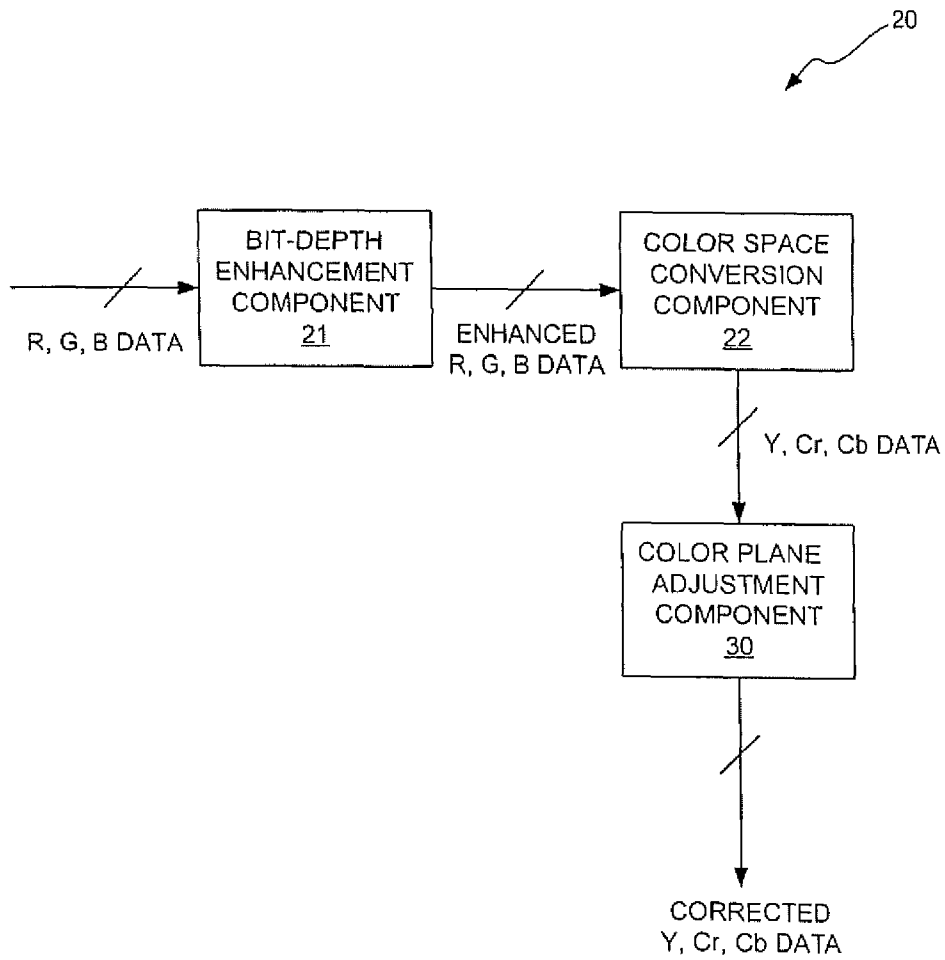 20
BIT-DEPTH
ENHANCEMENT
COMPONENT
21
COLOR SPACE
CONVERSION
COMPONENT
22
R, G, B DATA
ENHANCED
R, G, B DATA
Y, Cr, Cb DATA
COLOR PLANE
ADJUSTMENT
COMPONENT
30
CORRECTED
Y, Cr, Cb DATA